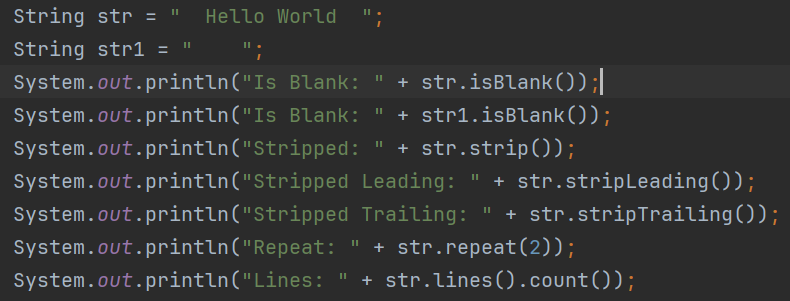 String str = "  Hello World  ";
String str1 = "    ";
System.out.println("Is Blank: " + str.isBlank());
System.out.println("Is Blank: " + str1.isBlank());
System.out.println("Stripped: " + str.strip());
System.out.println("Stripped Leading: " + str.stripLeading());
System.out.println("Stripped Trailing: " + str.stripTrailing());
System.out.println("Repeat: " + str.repeat(2));
System.out.println("Lines: " + str.lines().count());